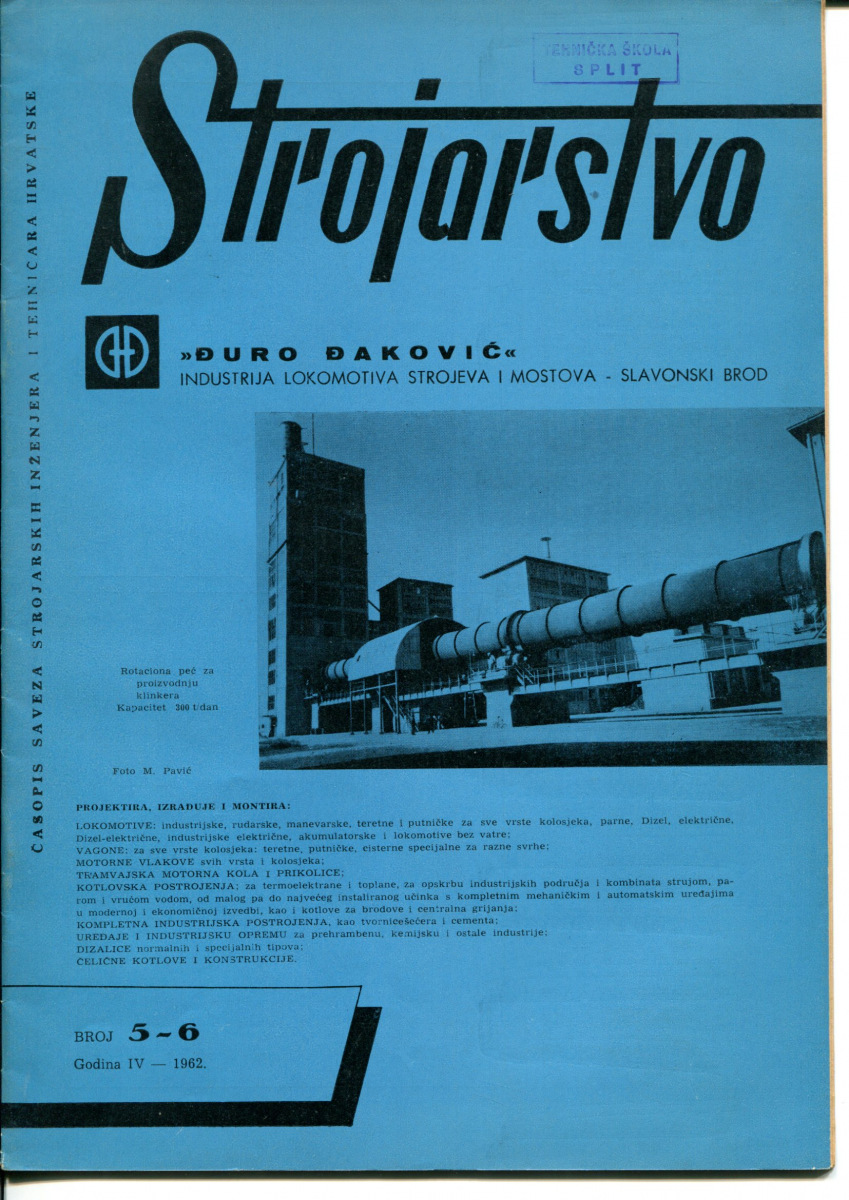 TEHNIČKA ŠKOLA
SPLIT
Strojarstvo
ČASOPIS SAVEZA STROJARSKIH INŽENJERA I TEHNIČARA HRVATSKE
»ĐURO ĐAKOVIĆ«
INDUSTRIJA LOKOMOTIVA STROJEVA I MOSTOVA - SLAVONSKI BROD
Rotaciona peć za
proizvodnju
klinkera
Kapacitet 300 t/dan
Foto M. Pavić
PROJEKTIRA, IZRAĐUJE I MONTIRA:
LOKOMOTIVE: industrijske, rudarske, manevarske, teretne i putničke za sve vrste kolosjeka, parne, Dizel, električne,
Dizel-električne, industrijske električne, akumulatorske i lokomotive bez vatre;
VAGONE: za sve vrste kolosjeka: teretne, putničke, cisterne specijalne za razne svrhe;
MOTORNE VLAKOVE svih vrsta i kolosjeka;
TRAMVAJSKA MOTORNA KOLA I PRIKOLICE;
KOTLOVSKA POSTROJENJA; za termoelektrane i toplane, za opskrbu industrijskih područja i kombinata strujom, pa-
rom i vrućom vodom, od malog pa do najvećeg instaliranog učinka s kompletnim mehaničkim i automatskim uređajima
u modernoj i ekonomičnoj izvedbi, kao i kotlove za brodove i centralna grijanja;
KOMPLETNA INDUSTRIJSKA POSTROJENJA, kao tvornicešećera i cementa;
UREĐAJE I INDUSTRIJSKU OPREMU za prehrambenu, kemijsku i ostale industrije;
DIZALICE normalnih i specijalnih tipova;
ČELIČNE KOTLOVE I KONSTRUKCIJE.
BROJ 5-6
Godina IV — 1962.